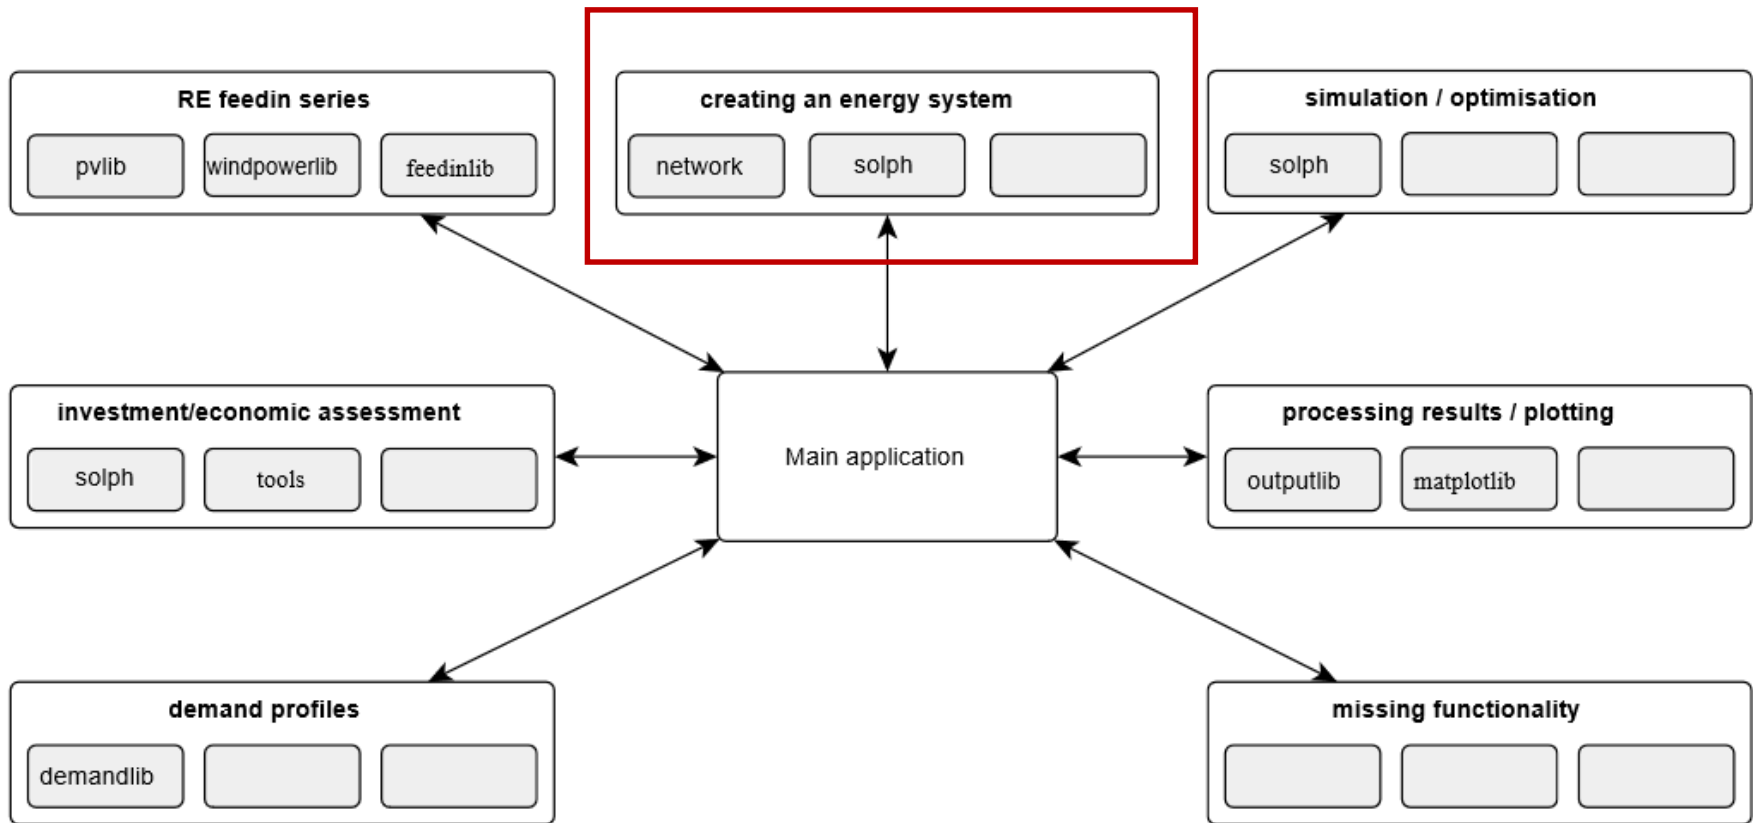 RE feedin series
pvlib
windpowerlib
feedinlib
creating an energy system
network
solph
simulation / optimisation
solph
investment/economic assessment
solph
tools
Main application
processing results / plotting
outputlib
matplotlib
demand profiles
demandlib
missing functionality